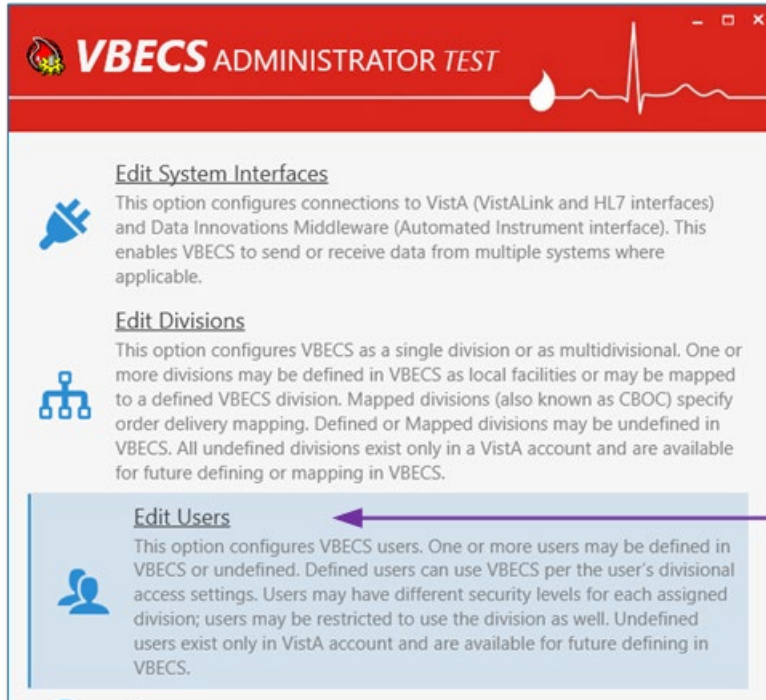 VBECS ADMINISTRATOR TEST
Edit System Interfaces
This option configures connections to VistA (VistALink and HL7 interfaces)
and Data Innovations Middleware (Automated Instrument interface). This
enables VBECS to send or receive data from multiple systems where
applicable.
Edit Divisions
This option configures VBECS as a single division or as multidivisional. One or
more divisions may be defined in VBECS as local facilities or may be mapped
to a defined VBECS division. Mapped divisions (also known as CBOC) specify
order delivery mapping. Defined or Mapped divisions may be undefined in
VBECS. All undefined divisions exist only in a VistA account and are available
for future defining or mapping in VBECS.
Edit Users
This option configures VBECS users. One or more users may be defined in
VBECS or undefined. Defined users can use VBECS per the user's divisional
access settings. Users may have different security levels for each assigned
division; users may be restricted to use the division as well. Undefined
users exist only in VistA account and are available for future defining in
VBECS.